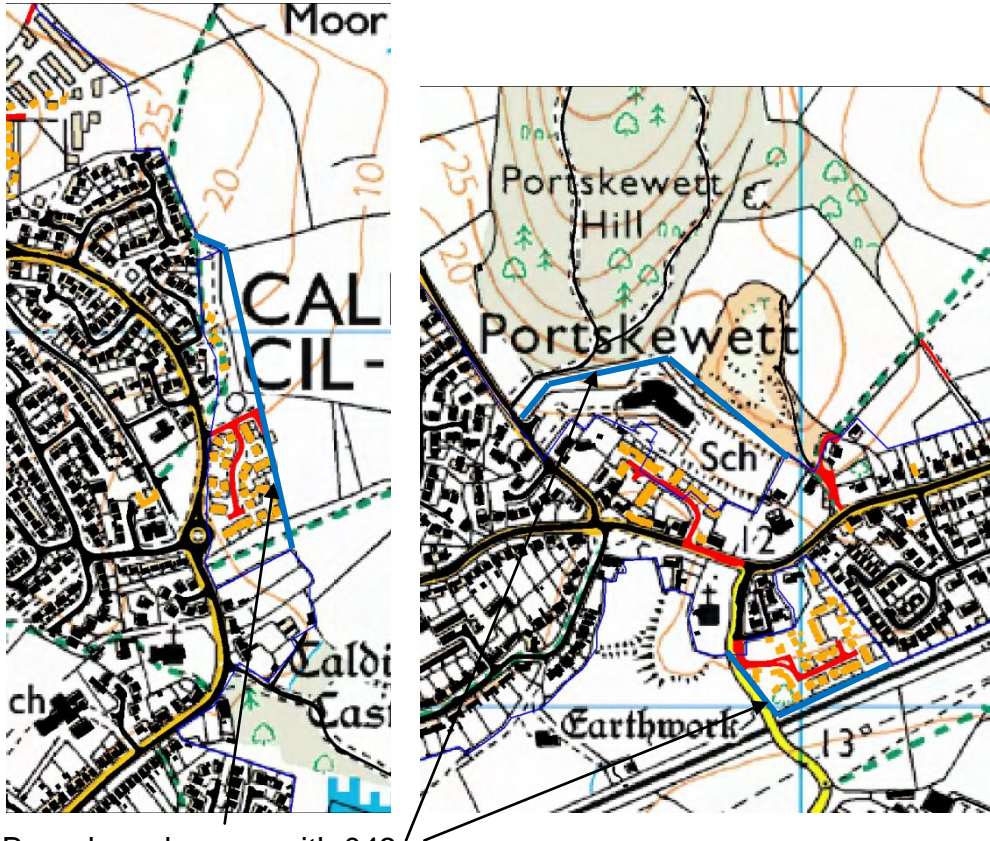 Moor
25
20
10
CAL
CIL-
ch
Caldi
Cast
Portskewett
Hill
25
20
Portskewett
Sch
12
Earthwork
13°